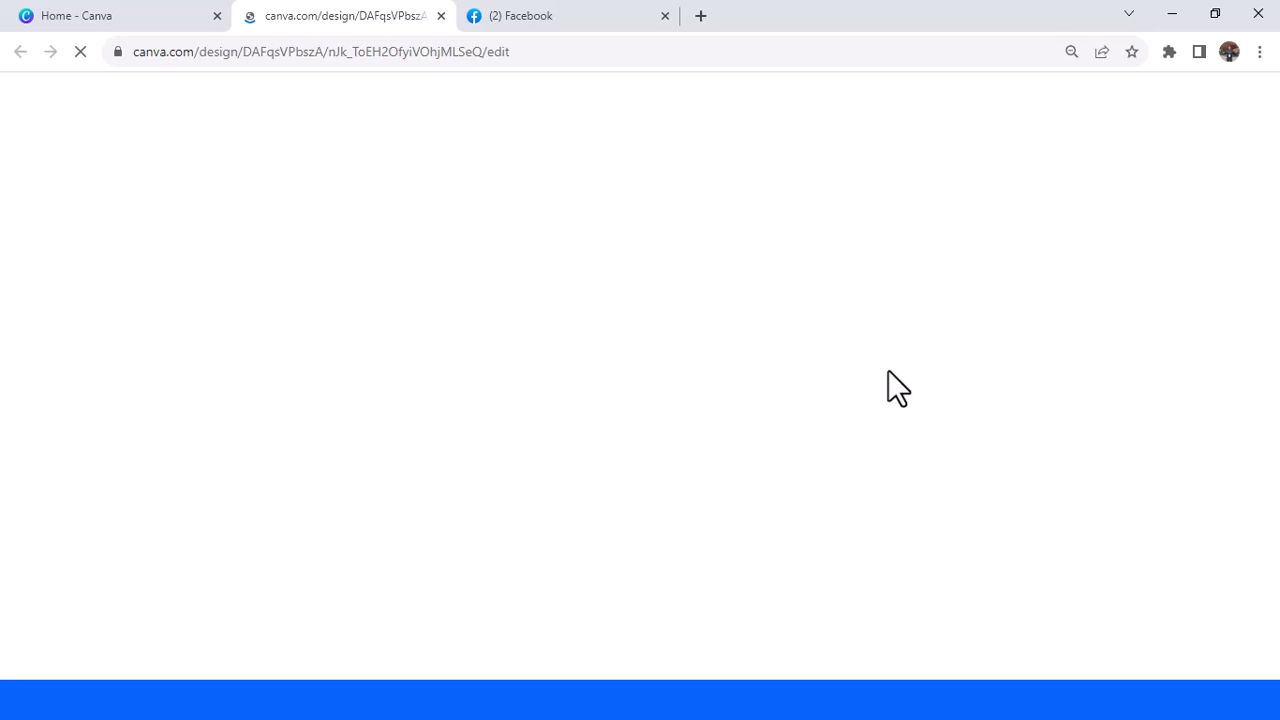 Home - Canva
canva.com/design/DAFqsVPbszA
(2) Facebook
canva.com/design/DAFqsVPbszA/nJk_ToEH2OfyiVOhjMLSeQ/edit